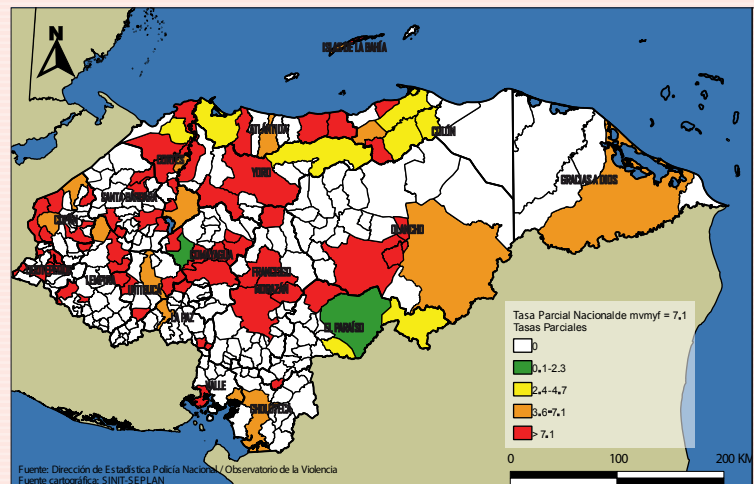 N
ISLAS DE LA BAHÍA
ATLÁNTIDA
COLÓN
CORTÉS
YORO
GRACIAS A DIOS
SANTA BÁRBARA
COPÁN
OLANCHO
COMAYAGUA
FRANCISCO
MORAZÁN
LEMPIRA
INTIBUCÁ
LA PAZ
EL PARAÍSO
VALLE
CHOLUTECA
Tasa Parcial Nacionalde mvmyf = 7.1
Tasas Parciales
0
0.1-2.3
2.4-4.7
3.6-7.1
> 7.1
0 100 200 KM
Fuente: Dirección de Estadística Policía Nacional / Observatorio de la Violencia
Fuente cartográfica: SINIT-SEPLAN